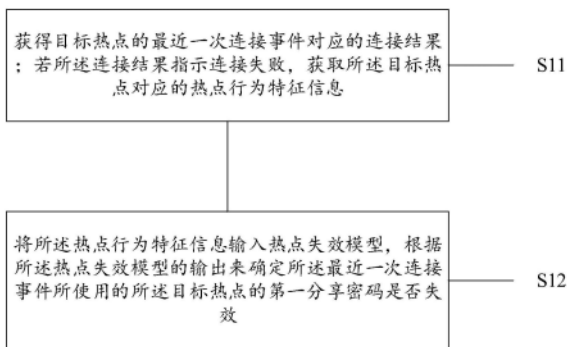 获得目标热点的最近一次连接事件对应的连接结果
；若所述连接结果指示连接失败，获取所述目标热
点对应的热点行为特征信息
S11
将所述热点行为特征信息输入热点失效模型，根据
所述热点失效模型的输出来确定所述最近一次连接
事件所使用的所述目标热点的第一分享密码是否失
效
S12